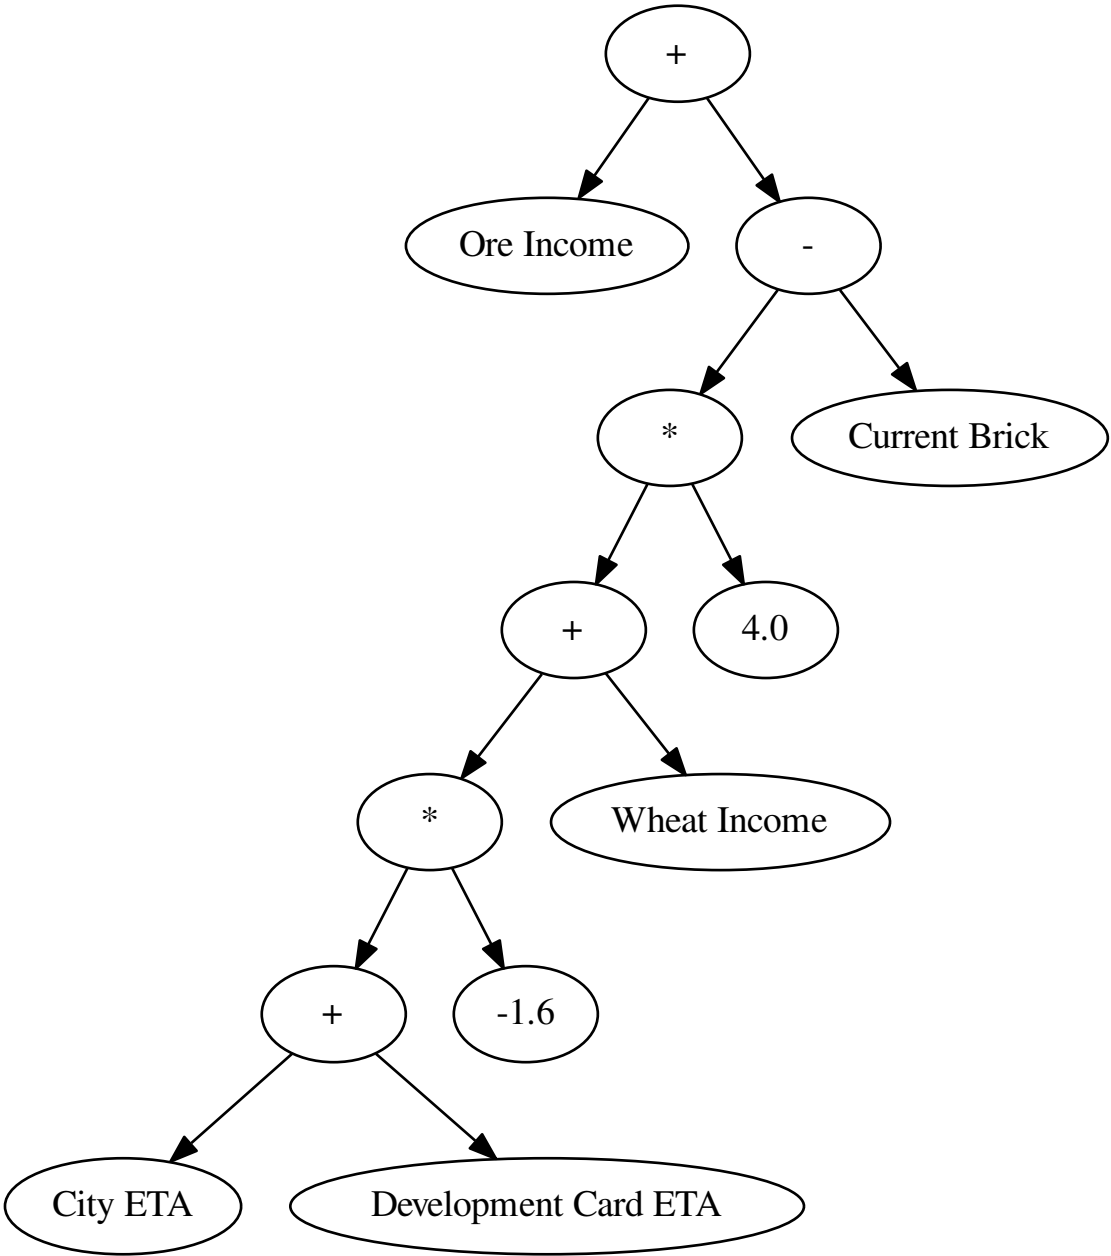 +
Ore Income
-
*
Current Brick
+
4.0
*
Wheat Income
+
-1.6
City ETA
Development Card ETA